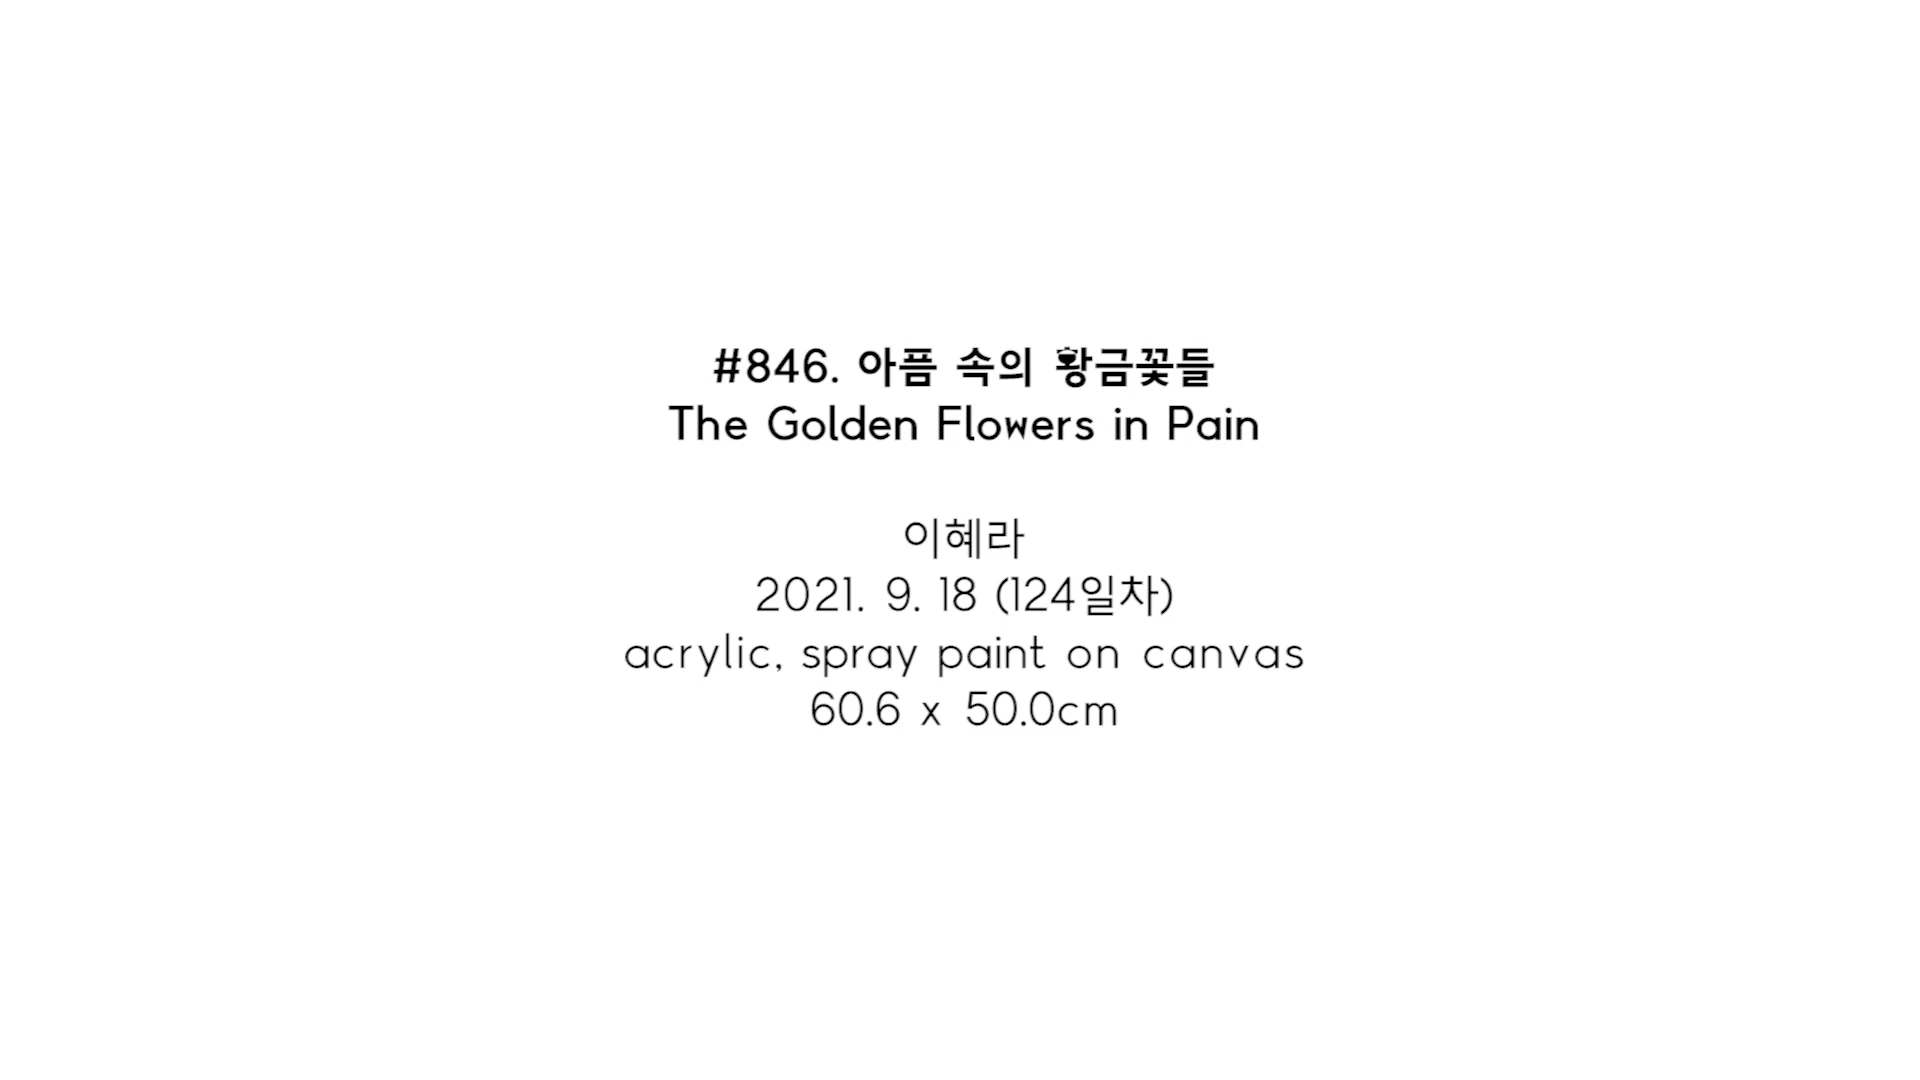 #846. 아픔 속의 황금꽃들
The Golden Flowers in Pain
이혜라
2021. 9. 18 (124일차)
acrylic, spray paint on canvas
60.6 x 50.0cm